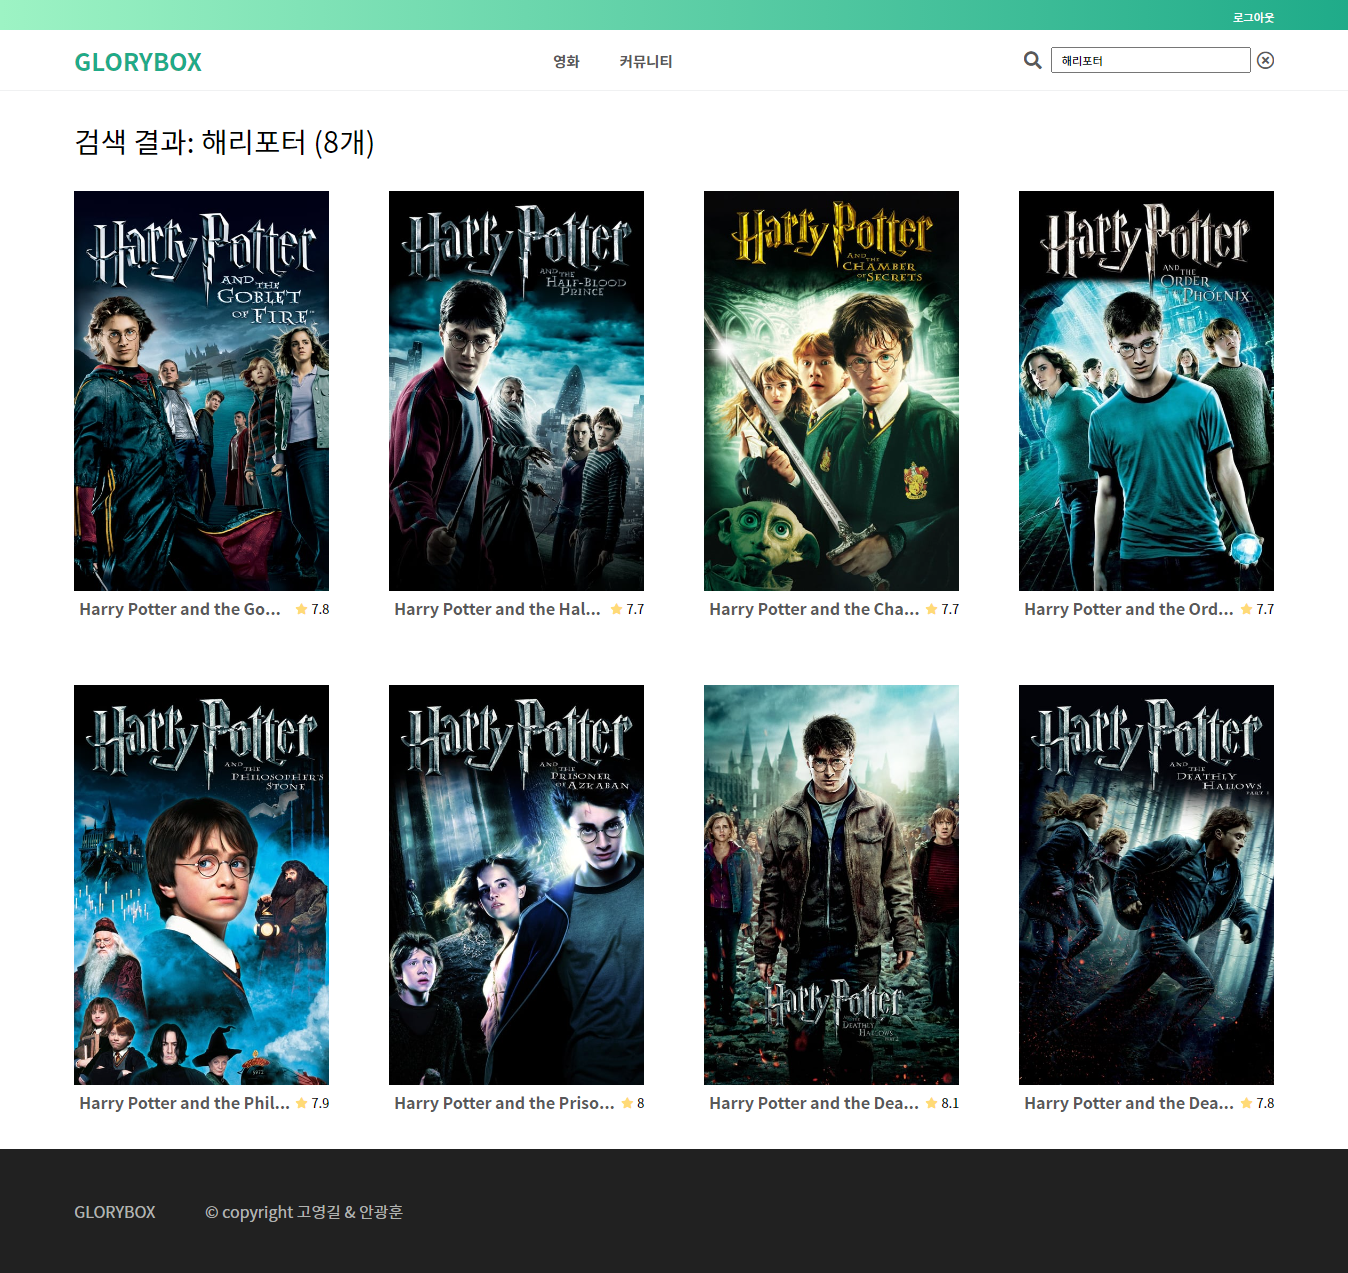 로그아웃
GLORYBOX
영화 커뮤니티
해리포터
검색 결과: 해리포터 (8개)
Harry Potter
AND THE
GOBLET
OF FIRE
Harry Potter
AND THE
HALF-BLOOD
PRINCE
Harry Potter
AND THE
CHAMBER
OF SECRETS
Harry Potter
AND THE
ORDER
OF THE PHOENIX
Harry Potter and the Go... 7.8
Harry Potter and the Hal... 7.7
Harry Potter and the Cha... 7.7
Harry Potter and the Ord... 7.7
Harry Potter
AND THE
PHILOSOPHER'S
STONE
Harry Potter
AND THE
PRISONER
OF AZKABAN
Harry Potter
AND THE
DEATHLY
HALLOWS
PART 2
Harry Potter
AND THE
DEATHLY
HALLOWS
PART 1
Harry Potter and the Phil... 7.9
Harry Potter and the Priso... 8
Harry Potter and the Dea... 8.1
Harry Potter and the Dea... 7.8
GLORYBOX © copyright 고영길 & 안광훈